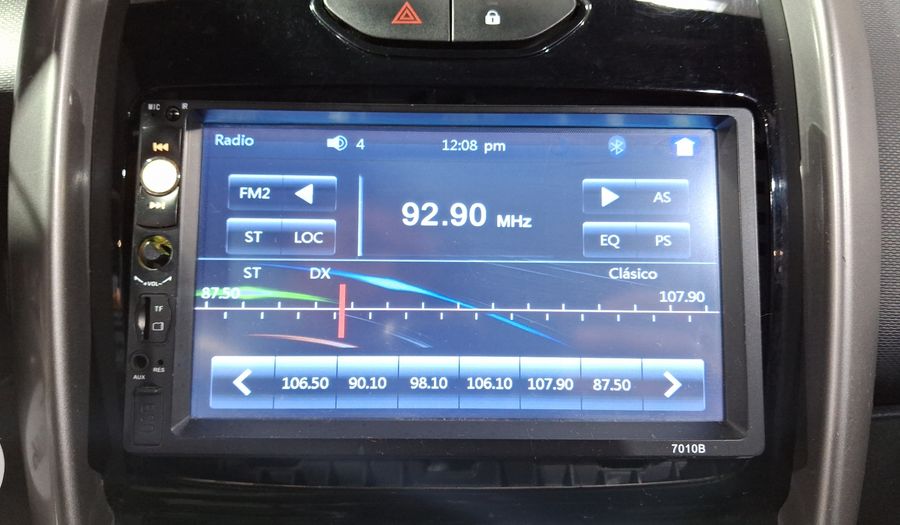 MIC IR
Radio 4 12:08 pm
FM2 92.90 MHz AS
ST LOC EQ PS
-VOL+
ST DX Clásico
87.50 107.90
TF
106.50 90.10 98.10 106.10 107.90 87.50
AUX RES
7010B